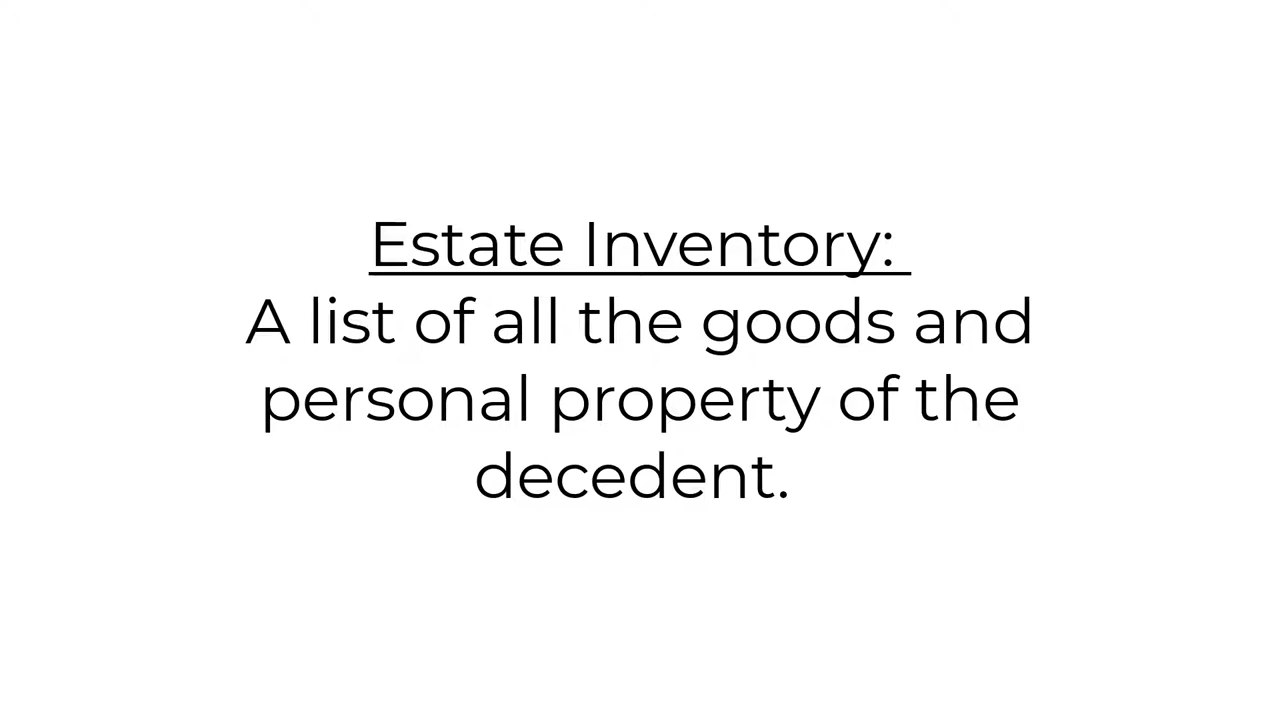 Estate Inventory:
A list of all the goods and
personal property of the
decedent.